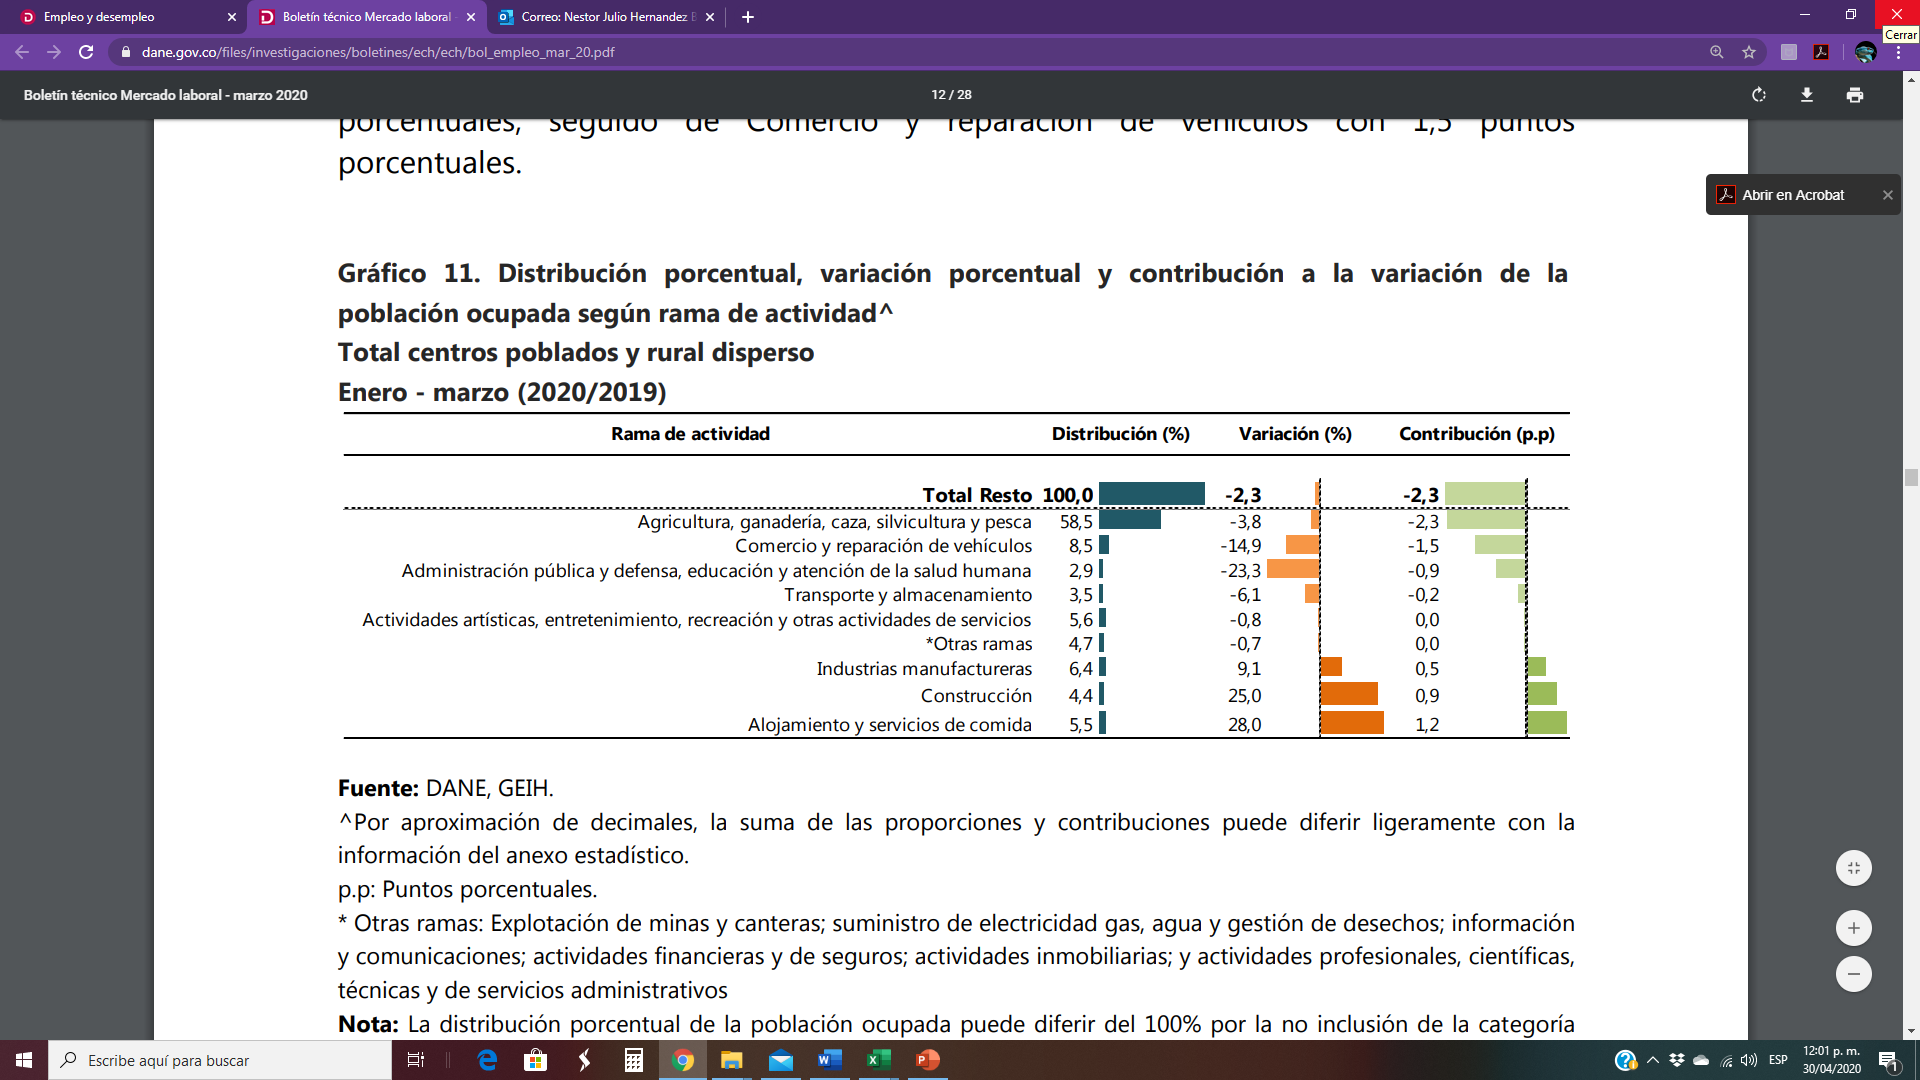 Empleo y desempleo
Boletín técnico Mercado laboral -
Correo: Nestor Julio Hernandez
Cerrar
dane.gov.co/files/investigaciones/boletines/ech/ech/bol_empleo_mar_20.pdf
Boletín técnico Mercado laboral - marzo 2020
12 / 28
porcentuales, seguido de Comercio y reparación de vehículos con 1,5 puntos
porcentuales.
Abrir en Acrobat
Gráfico 11. Distribución porcentual, variación porcentual y contribución a la variación de la
población ocupada según rama de actividad^
Total centros poblados y rural disperso
Enero - marzo (2020/2019)
Rama de actividad Distribución (%) Variación (%) Contribución (p.p)
Total Resto 100,0 -2,3 -2,3
Agricultura, ganadería, caza, silvicultura y pesca 58,5 -3,8 -2,3
Comercio y reparación de vehículos 8,5 -14,9 -1,5
Administración pública y defensa, educación y atención de la salud humana 2,9 -23,3 -0,9
Transporte y almacenamiento 3,5 -6,1 -0,2
Actividades artísticas, entretenimiento, recreación y otras actividades de servicios 5,6 -0,8 0,0
*Otras ramas 4,7 -0,7 0,0
Industrias manufactureras 6,4 9,1 0,5
Construcción 4,4 25,0 0,9
Alojamiento y servicios de comida 5,5 28,0 1,2
Fuente: DANE, GEIH.
^Por aproximación de decimales, la suma de las proporciones y contribuciones puede diferir ligeramente con la
información del anexo estadístico.
p.p: Puntos porcentuales.
* Otras ramas: Explotación de minas y canteras; suministro de electricidad gas, agua y gestión de desechos; información
y comunicaciones; actividades financieras y de seguros; actividades inmobiliarias; y actividades profesionales, científicas,
técnicas y de servicios administrativos
Nota: La distribución porcentual de la población ocupada puede diferir del 100% por la no inclusión de la categoría
Escribe aquí para buscar
ESP
12:01 p. m.
30/04/2020
1